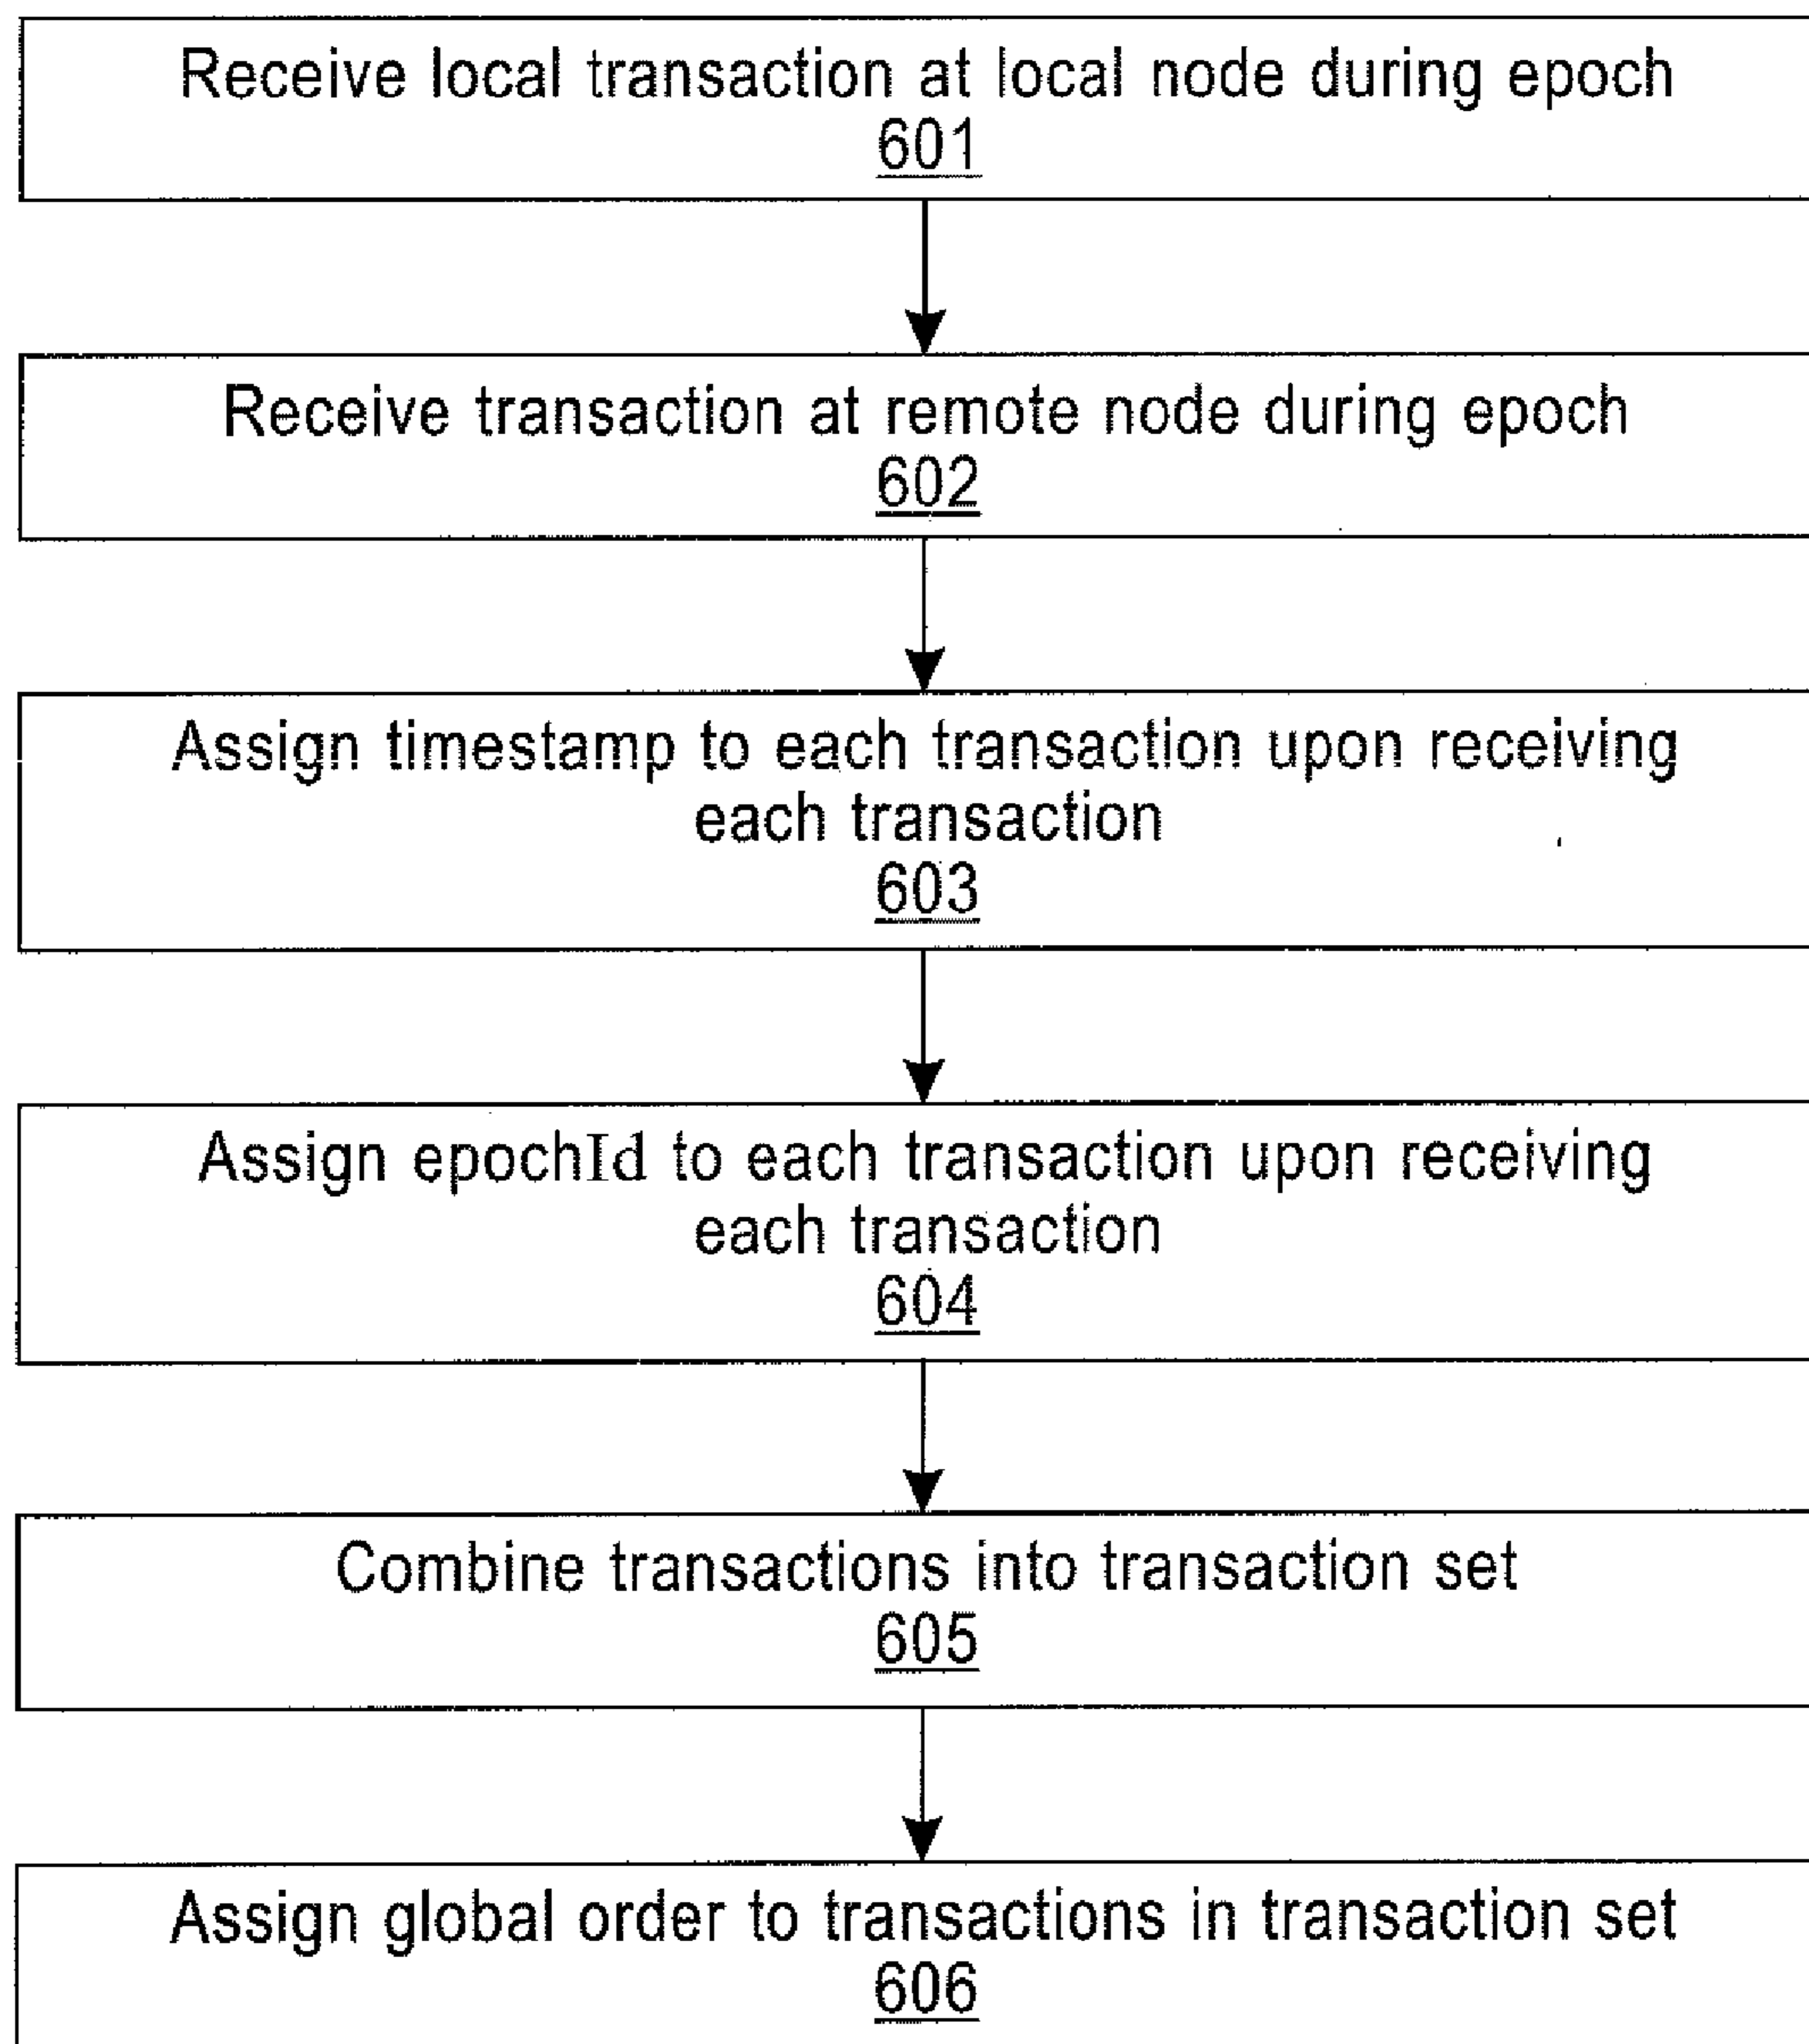 Receive local transaction at local node during epoch
601
Receive transaction at remote node during epoch
602
Assign timestamp to each transaction upon receiving
each transaction
603
Assign epochId to each transaction upon receiving
each transaction
604
Combine transactions into transaction set
605
Assign global order to transactions in transaction set
606